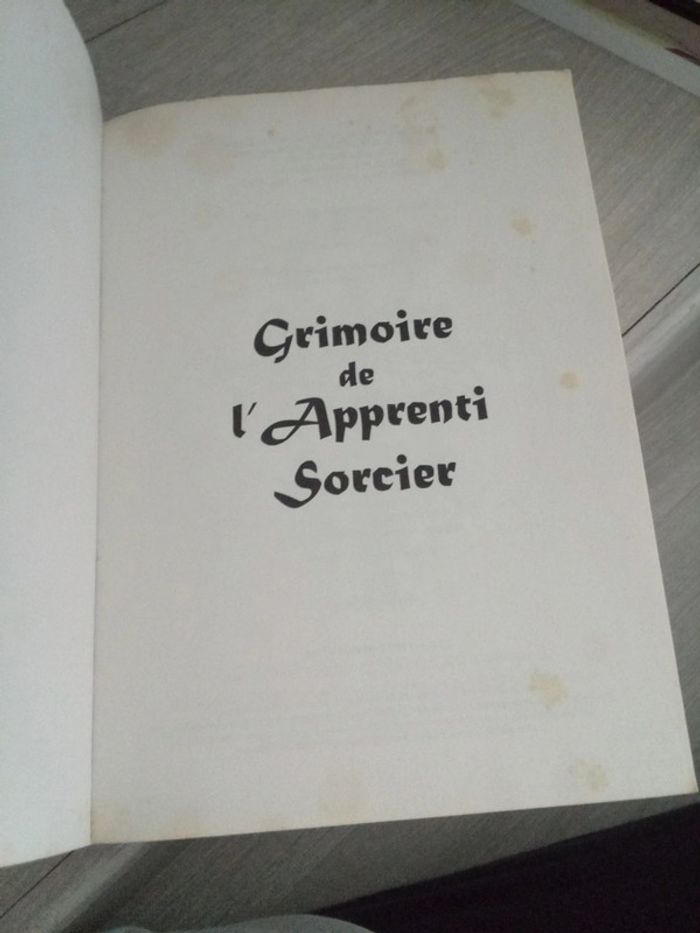 Grimoire
de
l'Apprenti
Sorcier